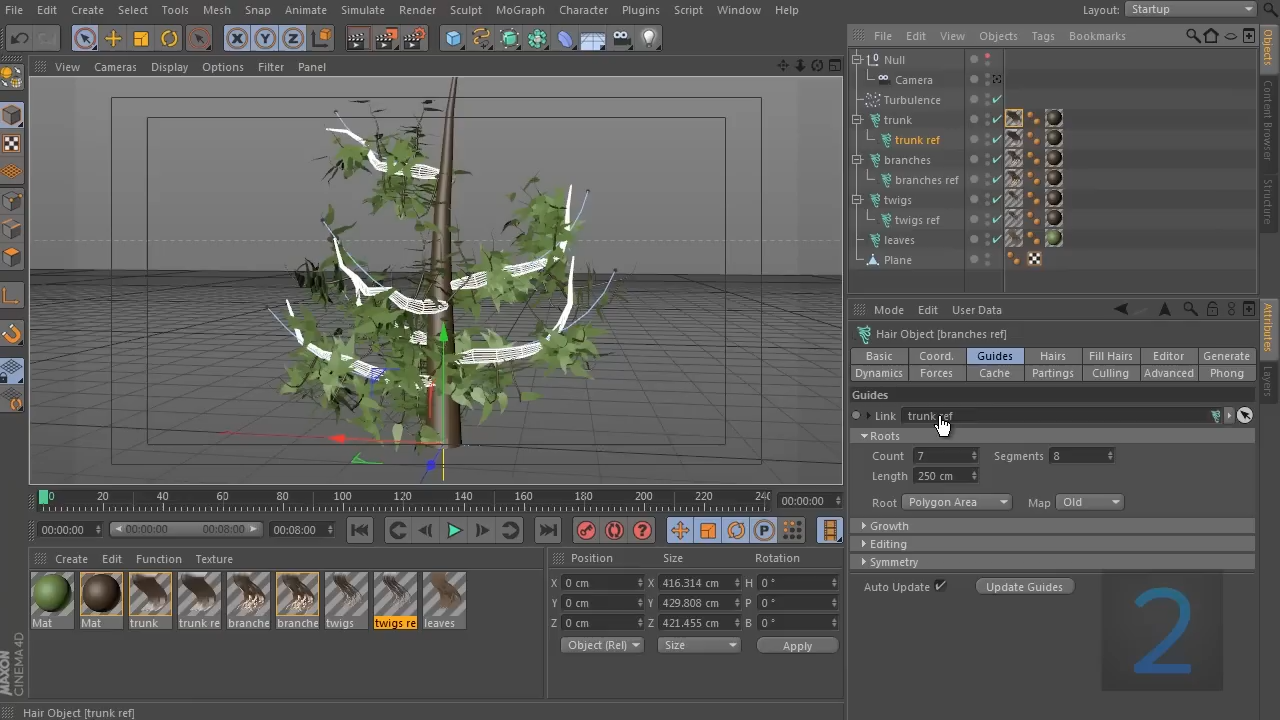 File Edit Create Select Tools Mesh Snap Animate Simulate Render Sculpt MoGraph Character Plugins Script Window Help Layout: Startup
X Y Z
View Cameras Display Options Filter Panel
File Edit View Objects Tags Bookmarks
Null
Camera
Turbulence
trunk
trunk ref
branches
branches ref
twigs
twigs ref
leaves
Plane
Objects
Content Browser
Structure
Mode Edit User Data
Hair Object [branches ref]
Basic Coord. Guides Hairs Fill Hairs Editor Generate
Dynamics Forces Cache Partings Culling Advanced Phong
Guides
Link trunk ref
Roots
Count 7 Segments 8
Length 250 cm
Root Polygon Area Map Old
Growth
Editing
Symmetry
Auto Update Update Guides
2
Attributes
Layers
0 20 40 60 80 100 120 140 160 180 200 220 240 00:00:00
00:00:00 00:00:00 00:08:00 00:08:00 P
Create Edit Function Texture
Mat Mat trunk trunk re branche branche twigs twigs re leaves
Position Size Rotation
X 0 cm X 416.314 cm H 0 °
Y 0 cm Y 429.808 cm P 0 °
Z 0 cm Z 421.455 cm B 0 °
Object (Rel) Size Apply
MAXON CINEMA 4D
Hair Object [trunk ref]